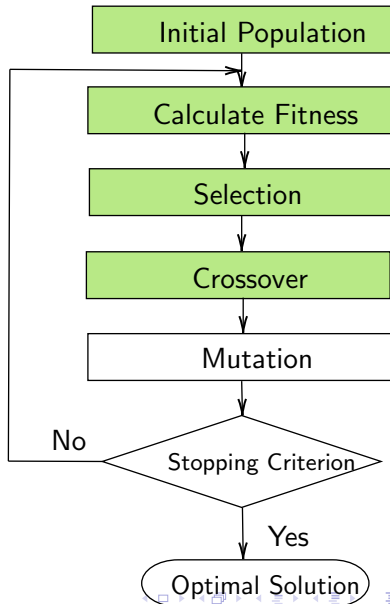 Initial Population
Calculate Fitness
Selection
Crossover
Mutation
No
Stopping Criterion
Yes
Optimal Solution